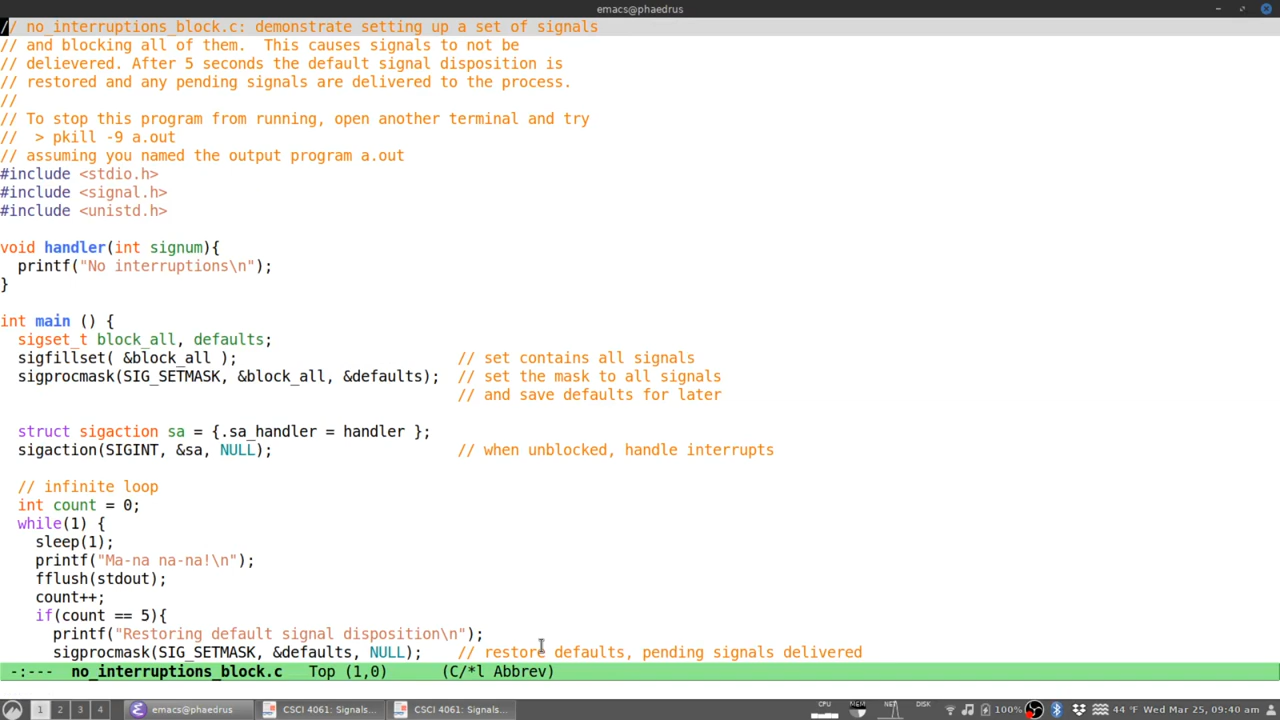 emacs@phaedrus
// no_interruptions_block.c: demonstrate setting up a set of signals
// and blocking all of them.  This causes signals to not be
// delievered. After 5 seconds the default signal disposition is
// restored and any pending signals are delivered to the process.
//
// To stop this program from running, open another terminal and try
//  > pkill -9 a.out
// assuming you named the output program a.out
#include <stdio.h>
#include <signal.h>
#include <unistd.h>
void handler(int signum){
  printf("No interruptions\n");
}
int main () {
  sigset_t block_all, defaults;
  sigfillset( &block_all );                         // set contains all signals
  sigprocmask(SIG_SETMASK, &block_all, &defaults);  // set the mask to all signals
                                                    // and save defaults for later
  struct sigaction sa = {.sa_handler = handler };
  sigaction(SIGINT, &sa, NULL);                     // when unblocked, handle interrupts
  // infinite loop
  int count = 0;
  while(1) {
    sleep(1);
    printf("Ma-na na-na!\n");
    fflush(stdout);
    count++;
    if(count == 5){
      printf("Restoring default signal disposition\n");
      sigprocmask(SIG_SETMASK, &defaults, NULL);    // restore defaults, pending signals delivered
-:---  no_interruptions_block.c   Top (1,0)      (C/*l Abbrev)
1 2 3 4 emacs@phaedrus CSCI 4061: Signals... CSCI 4061: Signals... CPU MEM NET DISK 100% 44 °F Wed Mar 25, 09:40 am